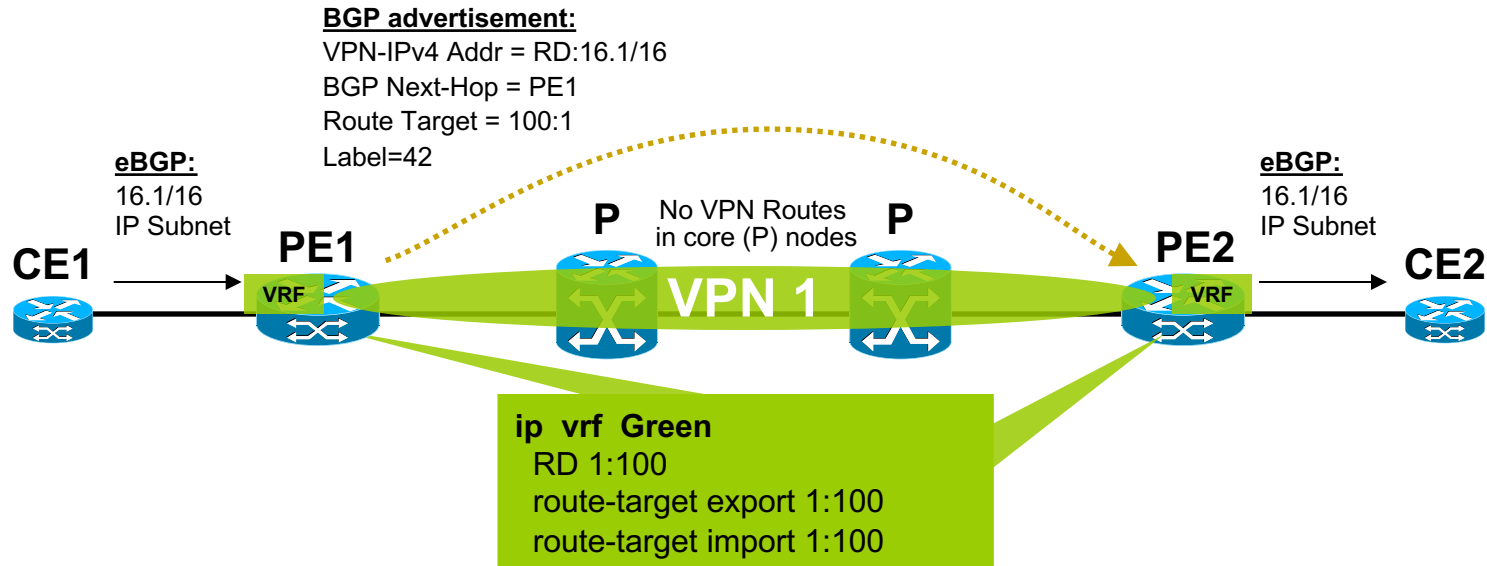 BGP advertisement:
VPN-IPv4 Addr = RD:16.1/16
BGP Next-Hop = PE1
Route Target = 100:1
Label=42
eBGP:
16.1/16
IP Subnet
No VPN Routes
in core (P) nodes
eBGP:
16.1/16
IP Subnet
CE1
PE1
P
P
PE2
CE2
VRF
VPN 1
VRF
ip vrf Green
RD 1:100
route-target export 1:100
route-target import 1:100